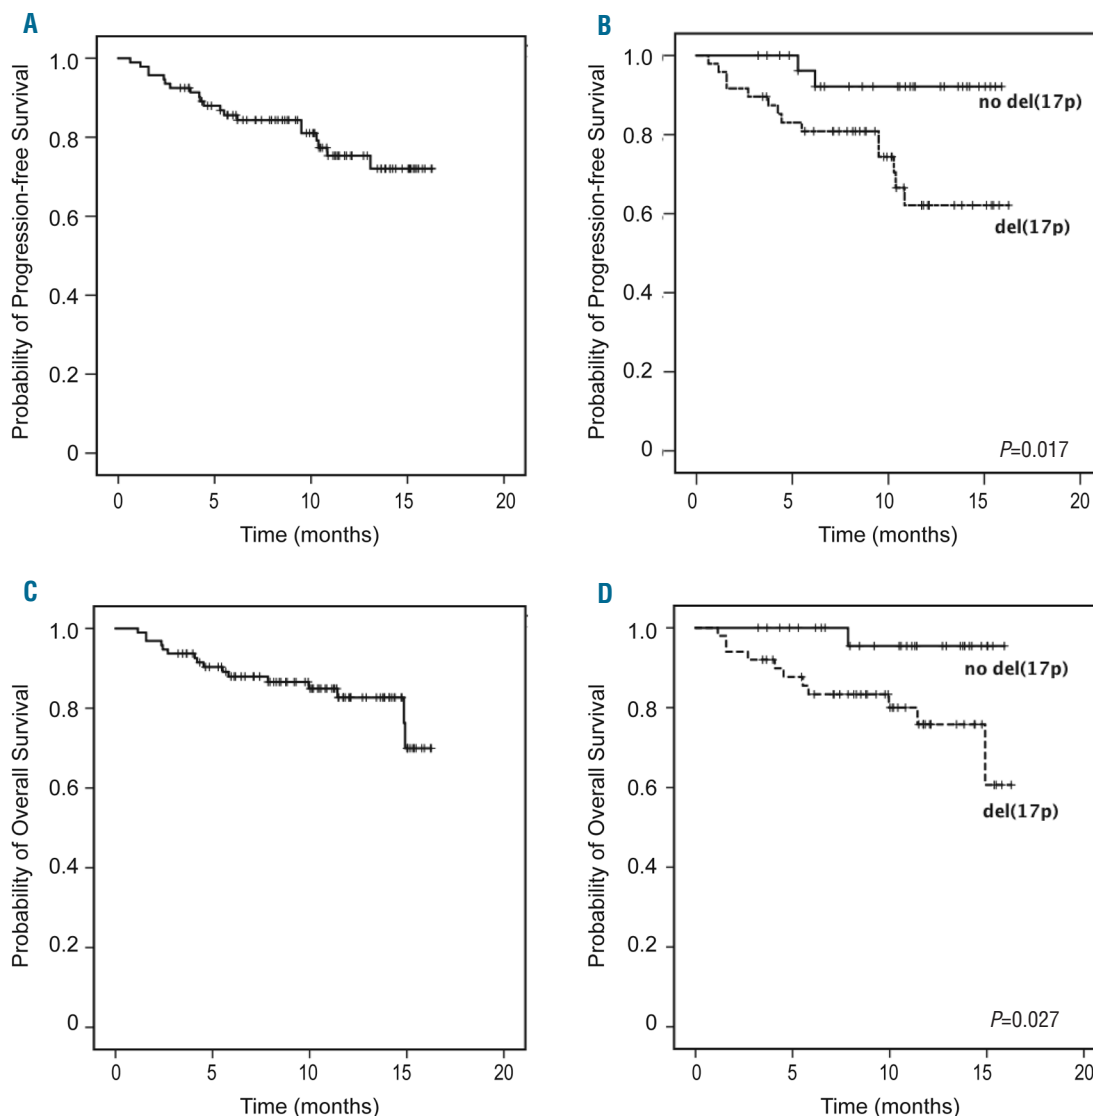 A
Probability of Progression-free Survival
1.0
0.8
0.6
0.4
0.2
0
0 5 10 15 20
Time (months)
B
Probability of Progression-free Survival
1.0
0.8
0.6
0.4
0.2
0
no del(17p)
del(17p)
P=0.017
0 5 10 15 20
Time (months)
C
Probability of Overall Survival
1.0
0.8
0.6
0.4
0.2
0
0 5 10 15 20
Time (months)
D
Probability of Overall Survival
1.0
0.8
0.6
0.4
0.2
0
no del(17p)
del(17p)
P=0.027
0 5 10 15 20
Time (months)